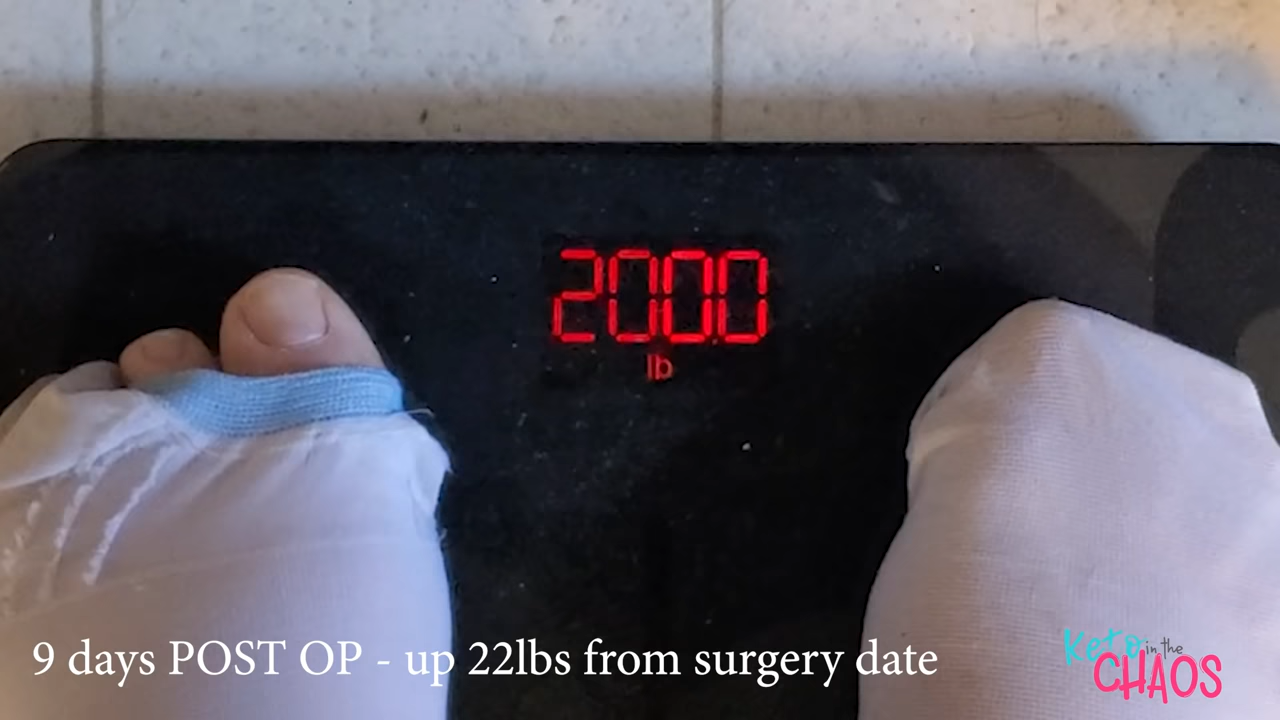 200.0
lb
9 days POST OP - up 22lbs from surgery date
Keto in the
CHAOS